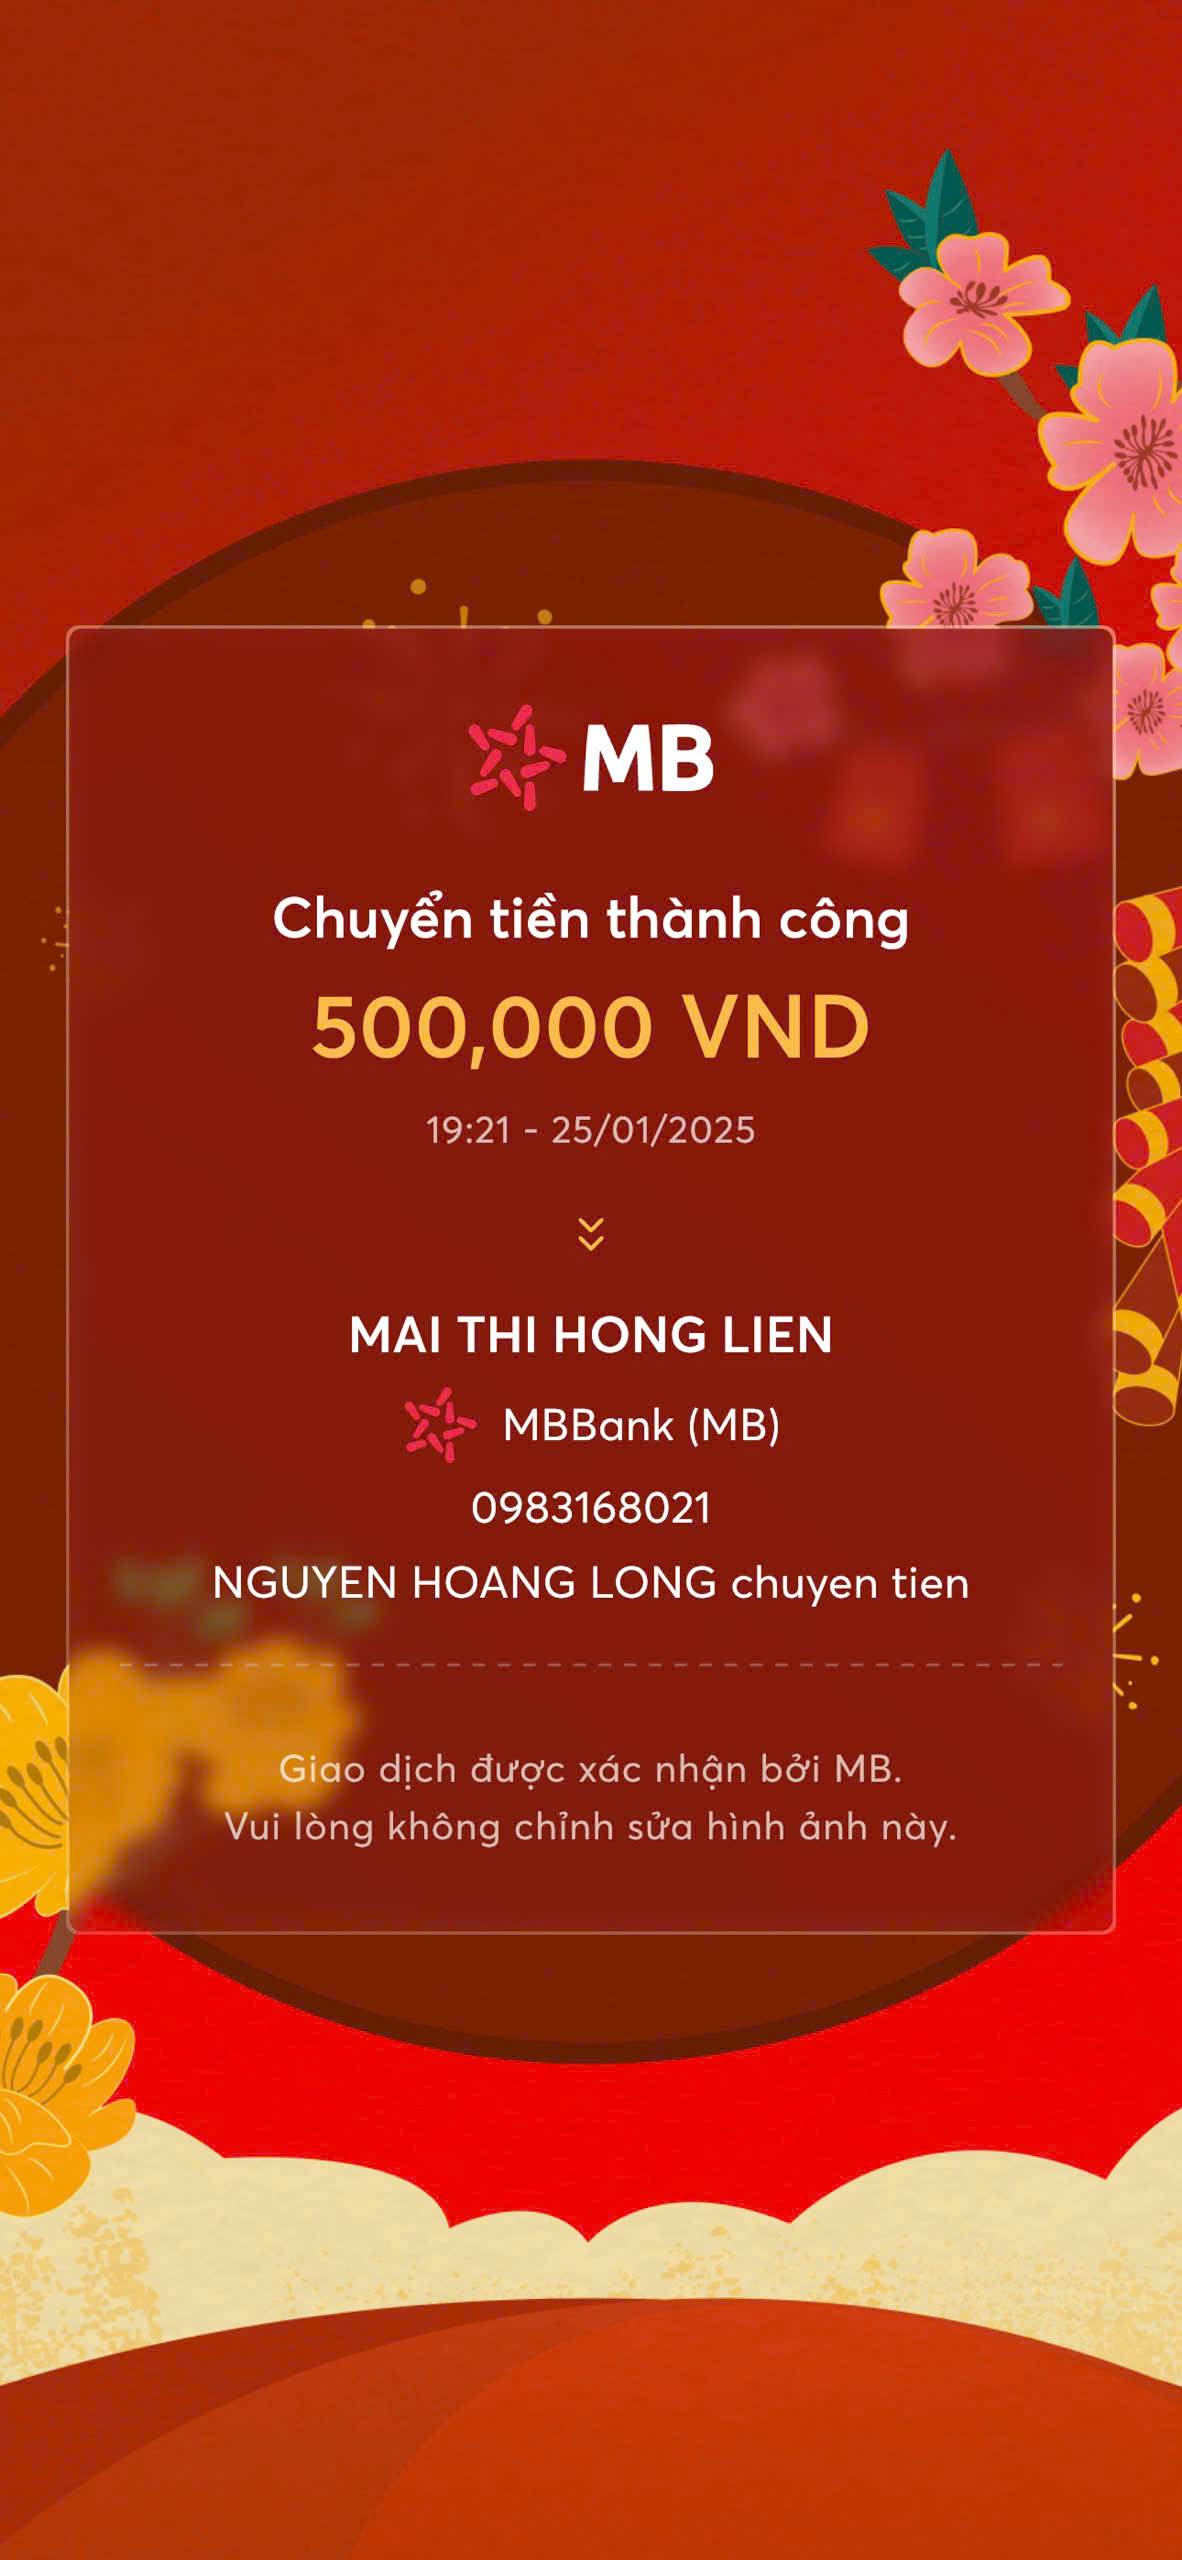 MB
Chuyển tiền thành công
500,000 VND
19:21 - 25/01/2025
MAI THI HONG LIEN
MBBank (MB)
0983168021
NGUYEN HOANG LONG chuyen tien
Giao dịch được xác nhận bởi MB.
Vui lòng không chỉnh sửa hình ảnh này.